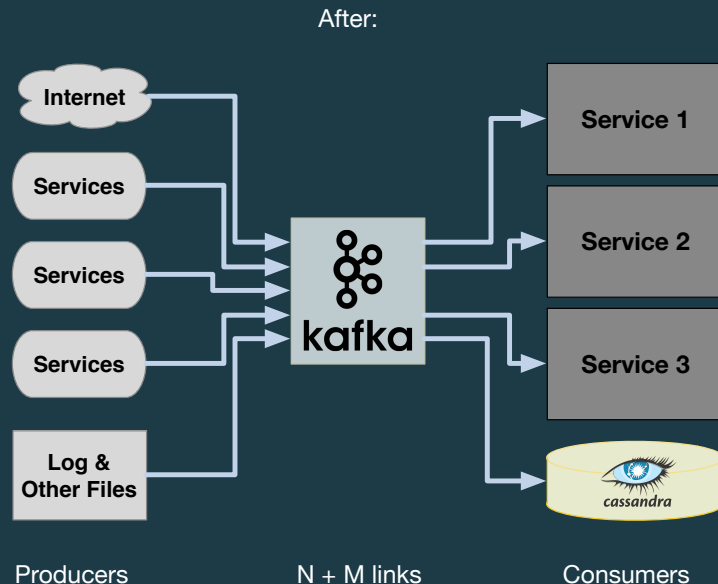 After:
Internet
Services
Services
Services
Log &
Other Files
kafka
Service 1
Service 2
Service 3
cassandra
Producers
N + M links
Consumers